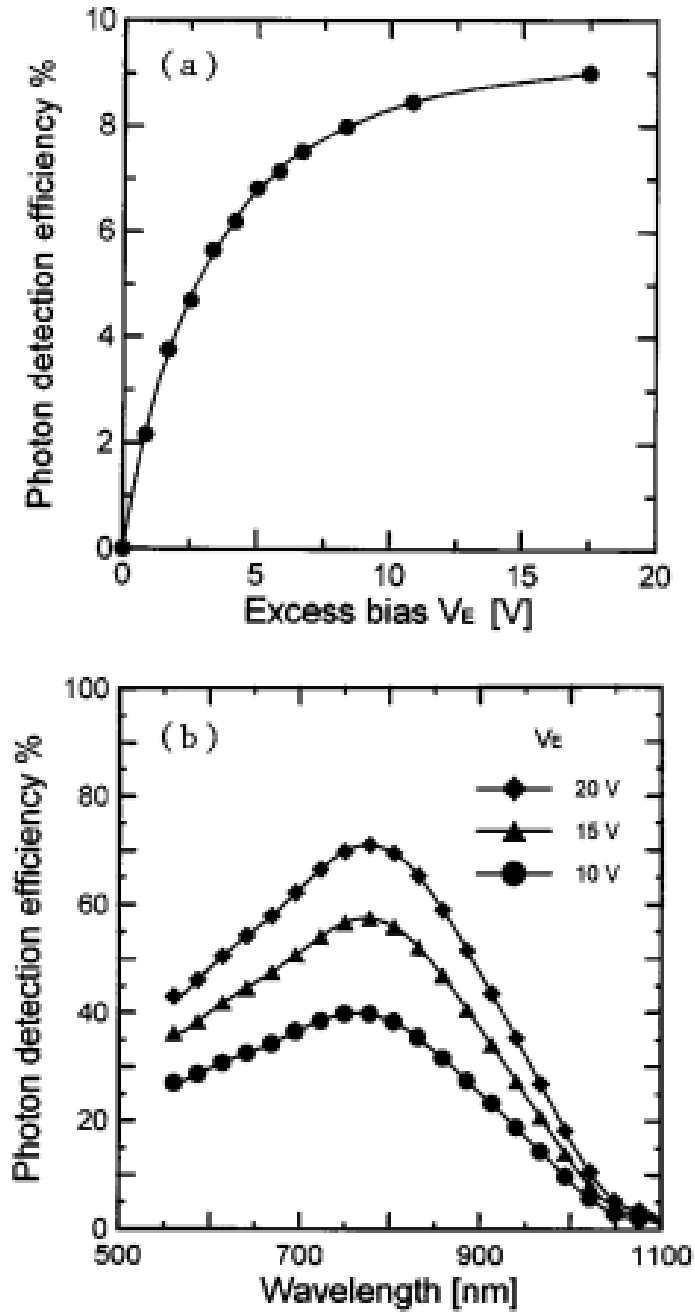 10
(a)
8
6
4
2
0
Photon detection efficiency %
0 5 10 15 20
Excess bias VE [V]
100
(b)
VE
80
20 V
15 V
10 V
60
40
20
0
Photon detection efficiency %
500 700 900 1100
Wavelength [nm]